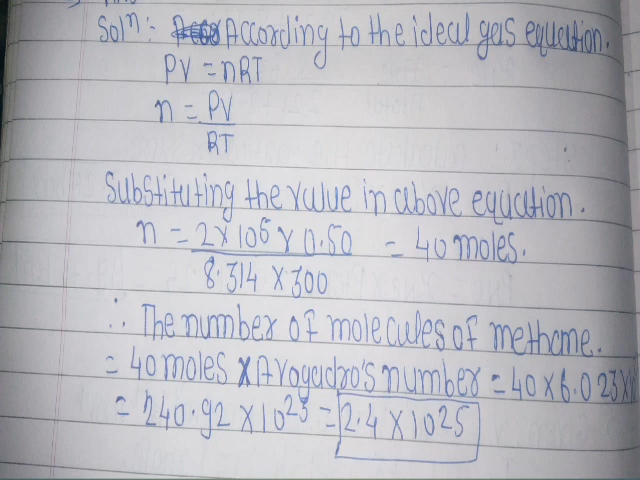 Solⁿ: According to the ideal gas equation.
PV = nRT
n = PV
RT
Substituting the value in above equation.
n = 2 × 10⁵ × 0.50 = 40 moles.
8.314 × 300
∴ The number of molecules of methane.
= 40 moles × Avogadro's number = 40 × 6.023 ×
= 240.92 × 10²³ = 2.4 × 10²⁵